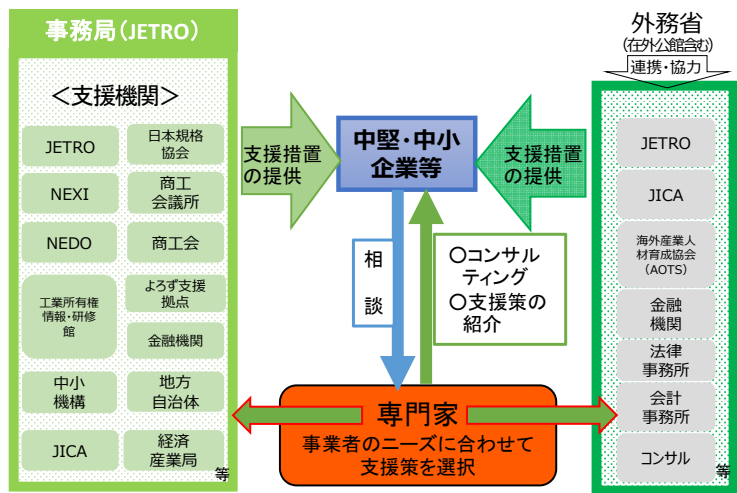 事務局（JETRO）
＜支援機関＞
JETRO
日本規格
協会
NEXI
商工
会議所
NEDO
商工会
工業所有権
情報・研修
館
よろず支援
拠点
金融機関
中小
機構
地方
自治体
JICA
経済
産業局
等
支援措置
の提供
中堅・中小
企業等
支援措置
の提供
相
談
○コンサル
ティング
○支援策の
紹介
専門家
事業者のニーズに合わせて
支援策を選択
外務省
(在外公館含む)
連携・協力
JETRO
JICA
海外産業人
材育成協会
（AOTS）
金融
機関
法律
事務所
会計
事務所
コンサル
等